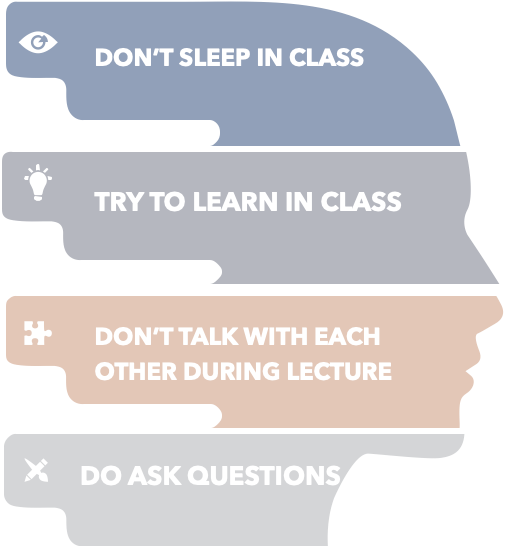 DON'T SLEEP IN CLASS
TRY TO LEARN IN CLASS
DON'T TALK WITH EACH
OTHER DURING LECTURE
DO ASK QUESTIONS